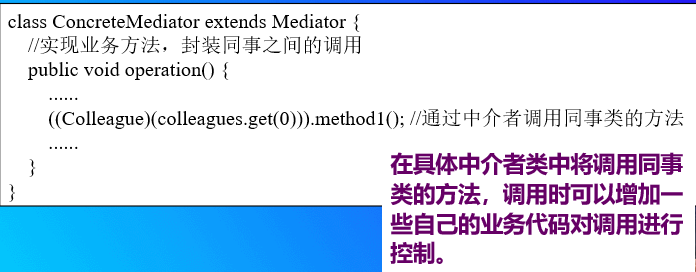 class ConcreteMediator extends Mediator {
//实现业务方法，封装同事之间的调用
public void operation() {
......
((Colleague)(colleagues.get(0))).method1(); //通过中介者调用同事类的方法
......
}
}
在具体中介者类中将调用同事
类的方法，调用时可以增加一
些自己的业务代码对调用进行
控制。